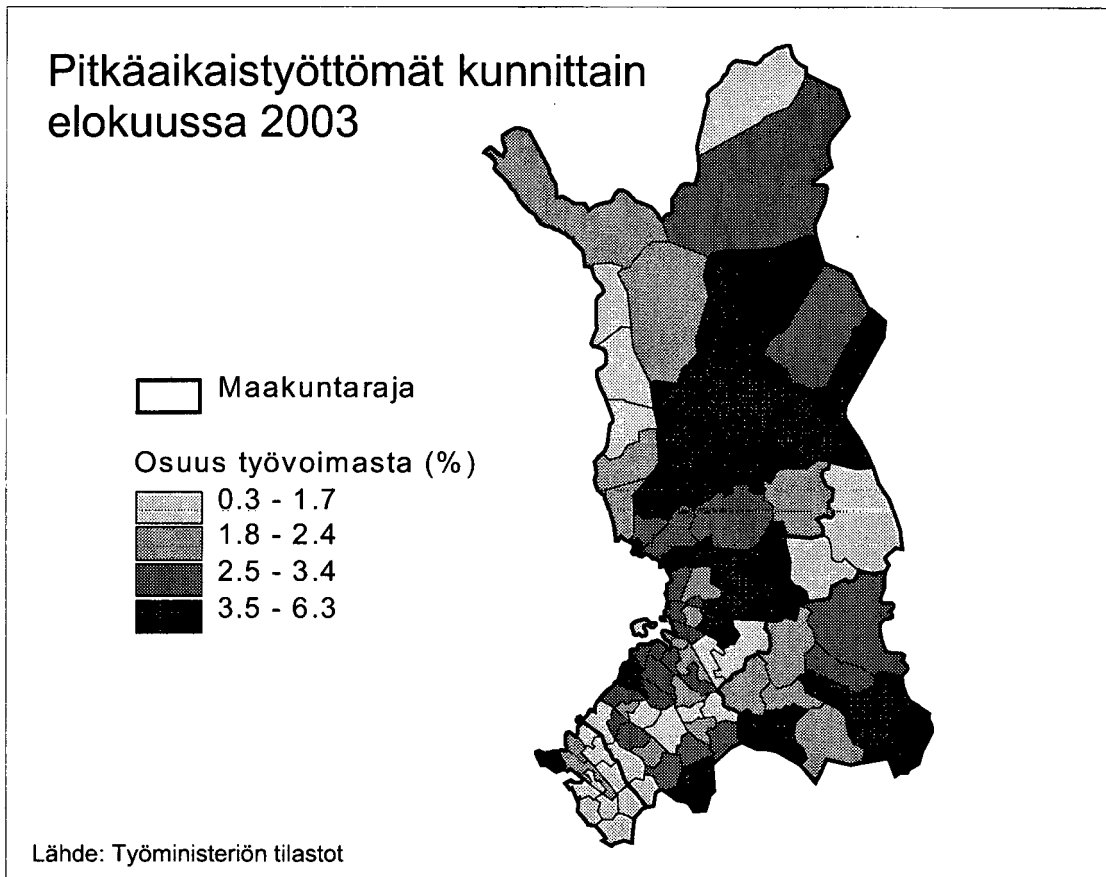 Pitkäaikaistyöttömät kunnittain
elokuussa 2003
Maakuntaraja
Osuus työvoimasta (%)
0.3 - 1.7
1.8 - 2.4
2.5 - 3.4
3.5 - 6.3
Lähde: Työministeriön tilastot